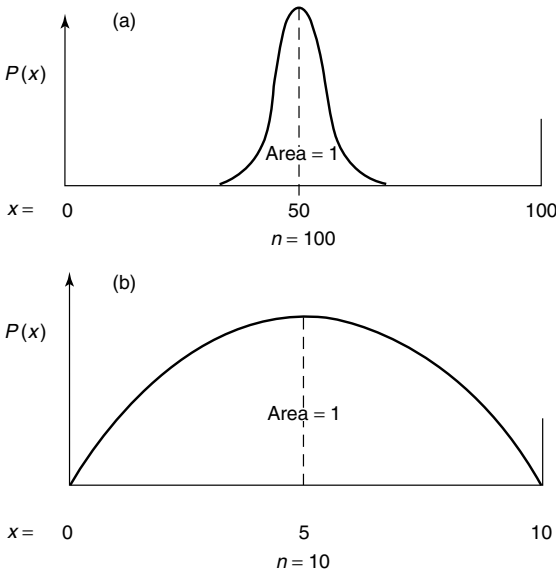 (a)
P(x)
Area = 1
x = 0 50 100
n = 100
(b)
P(x)
Area = 1
x = 0 5 10
n = 10